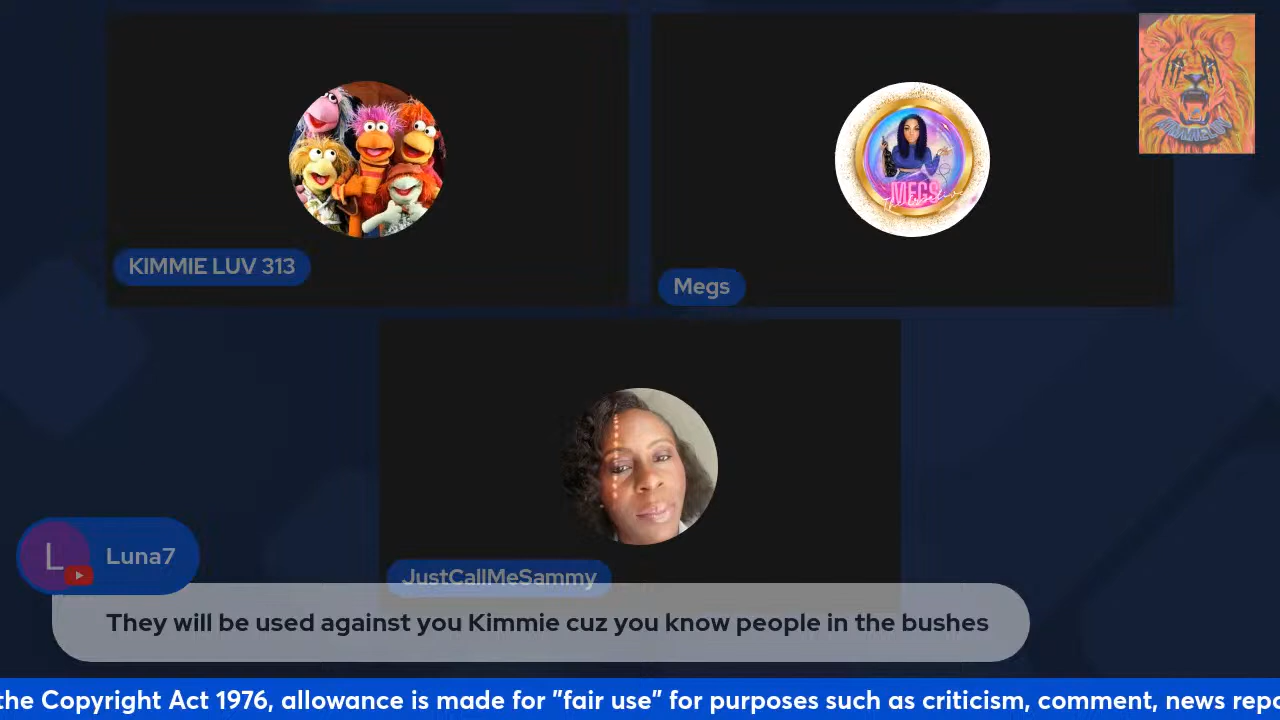 KIMMIE LUV 313
MEGS
Megs
JustCallMeSammy
L
Luna7
They will be used against you Kimmie cuz you know people in the bushes
the Copyright Act 1976, allowance is made for "fair use" for purposes such as criticism, comment, news repo